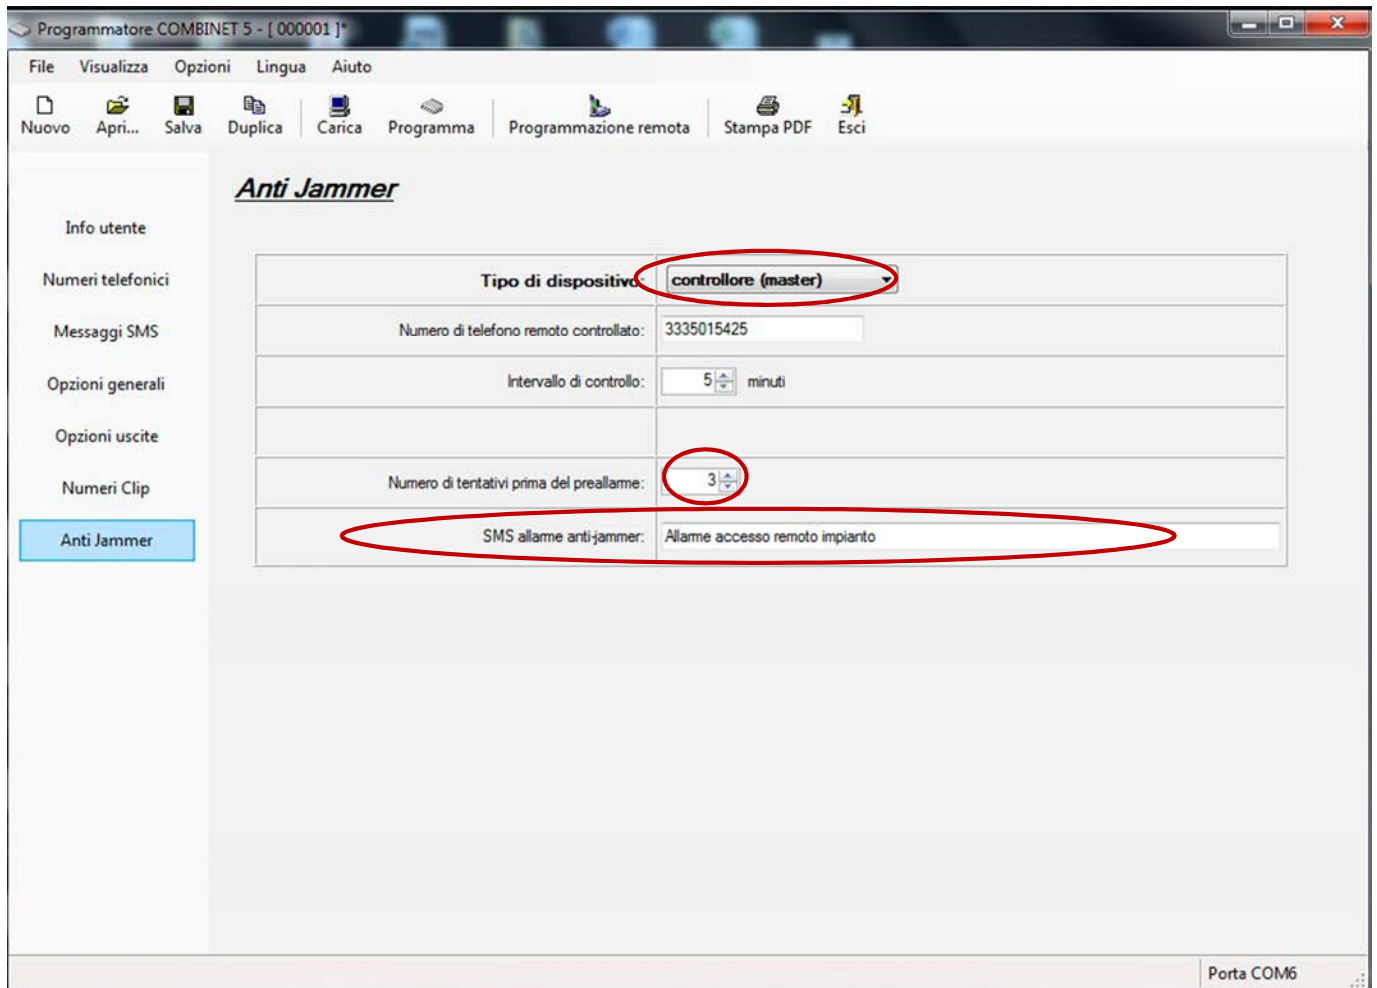 Programmatore COMBINET 5 - [ 000001 ]*
File Visualizza Opzioni Lingua Aiuto
Nuovo Apri... Salva Duplica Carica Programma Programmazione remota Stampa PDF Esci
Anti Jammer
Info utente
Numeri telefonici
Messaggi SMS
Opzioni generali
Opzioni uscite
Numeri Clip
Anti Jammer
Tipo di dispositivo: controllore (master)
Numero di telefono remoto controllato: 3335015425
Intervallo di controllo: 5 minuti
Numero di tentativi prima del preallarme: 3
SMS allarme anti-jammer: Allarme accesso remoto impianto
Porta COM6